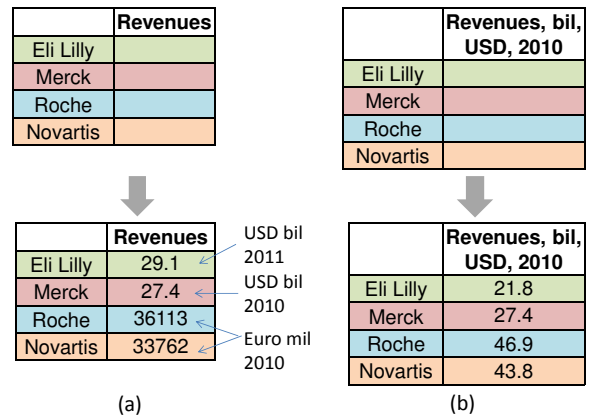 Revenues
Eli Lilly
Merck
Roche
Novartis
Revenues
Eli Lilly 29.1
Merck 27.4
Roche 36113
Novartis 33762
USD bil
2011
USD bil
2010
Euro mil
2010
(a)
Revenues, bil,
USD, 2010
Eli Lilly
Merck
Roche
Novartis
Revenues, bil,
USD, 2010
Eli Lilly 21.8
Merck 27.4
Roche 46.9
Novartis 43.8
(b)